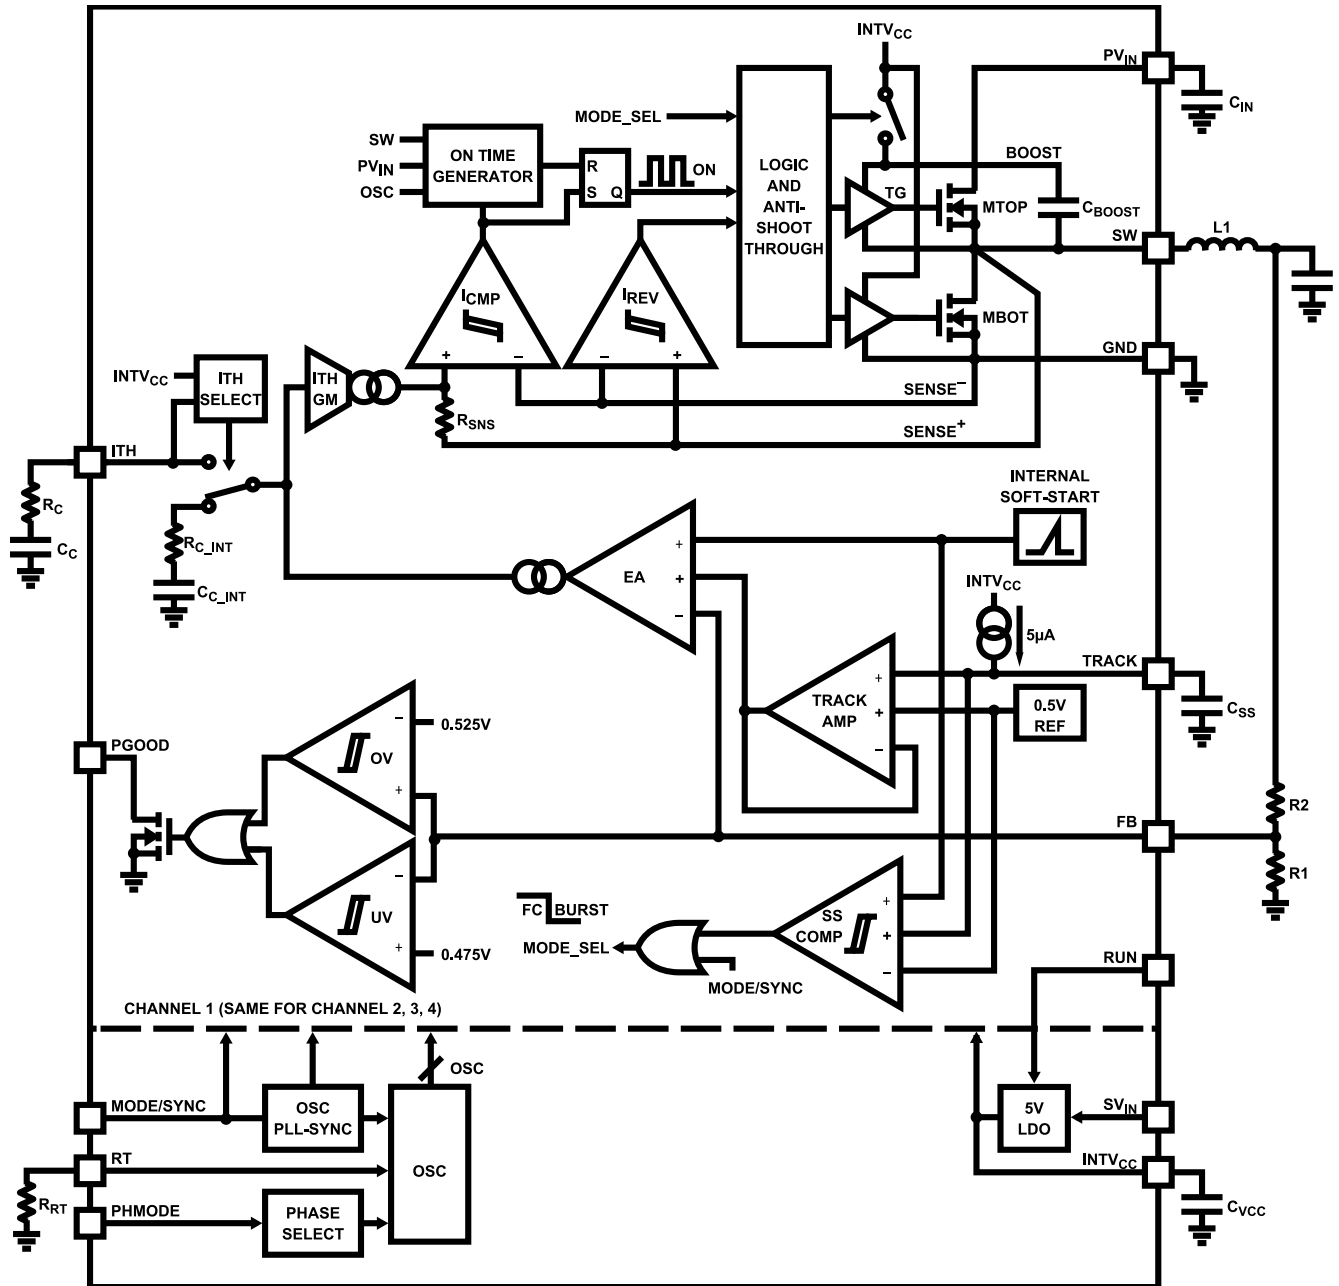 INTVCC
PVIN
CIN
MODE_SEL
SW
PVIN
OSC
ON TIME
GENERATOR
R
S Q
ON
LOGIC
AND
ANTI-
SHOOT
THROUGH
BOOST
TG
MTOP
CBOOST
SW
L1
ICMP
IREV
MBOT
GND
+ –
– +
INTVCC
ITH
SELECT
ITH
GM
RSNS
SENSE–
SENSE+
ITH
RC
CC
RC_INT
CC_INT
INTERNAL
SOFT-START
EA
+
+
–
INTVCC
5µA
TRACK
CSS
TRACK
AMP
+
+
–
0.5V
REF
PGOOD
–
0.525V
OV
+
FB
R2
R1
–
UV
+
0.475V
FC BURST
MODE_SEL
MODE/SYNC
SS
COMP
+
+
–
RUN
CHANNEL 1 (SAME FOR CHANNEL 2, 3, 4)
OSC
MODE/SYNC
OSC
PLL-SYNC
RT
OSC
RRT
PHMODE
PHASE
SELECT
5V
LDO
SVIN
INTVCC
CVCC